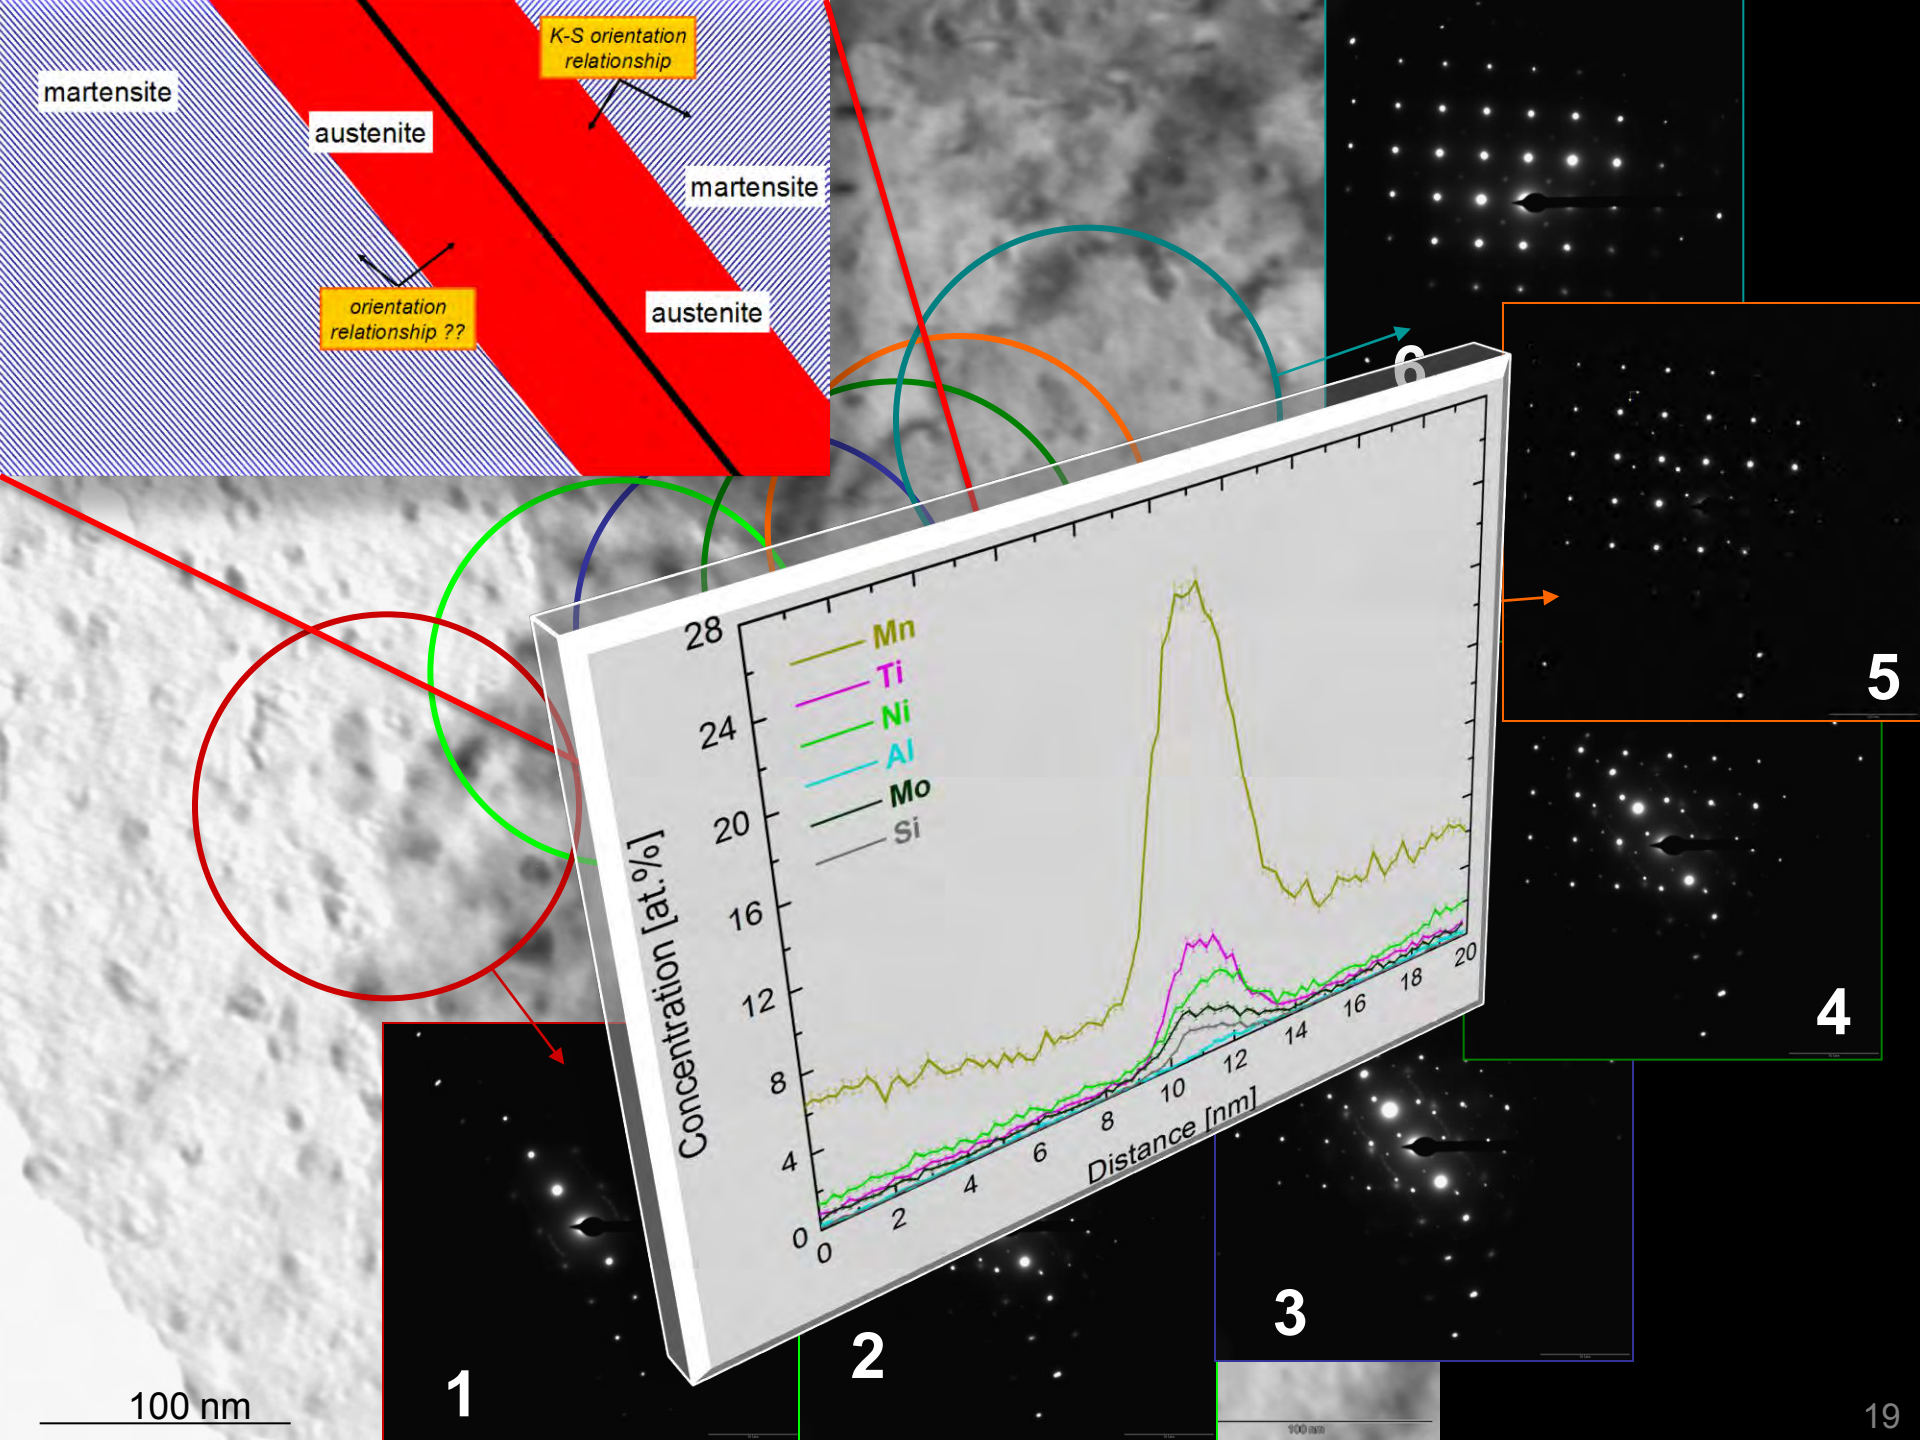 K-S orientation
relationship
martensite
austenite
martensite
orientation
relationship ??
austenite
6
5
4
3
2
1
28
24
20
16
12
8
4
0
Mn
Ti
Ni
Al
Mo
Si
Concentration [at.%]
0
2
4
6
8
10
12
14
16
18
20
Distance [nm]
100 nm
100 nm
19